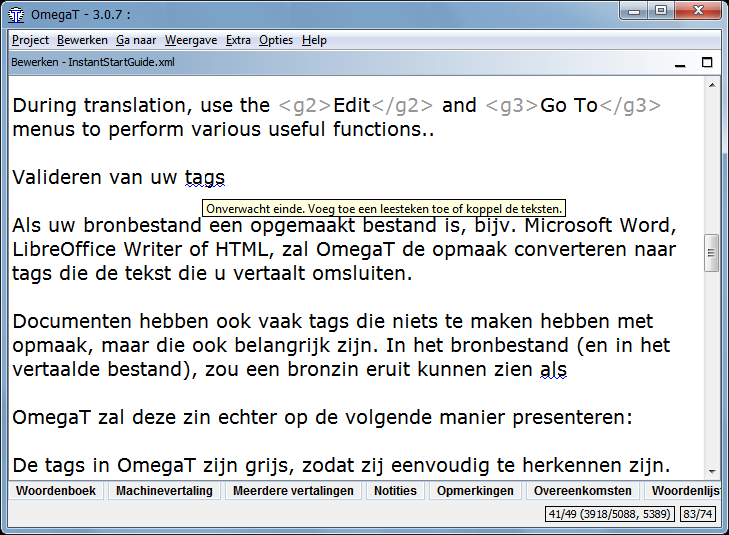 OmegaT - 3.0.7 :
Project Bewerken Ga naar Weergave Extra Opties Help
Bewerken - InstantStartGuide.xml
During translation, use the <g2>Edit</g2> and <g3>Go To</g3>
menus to perform various useful functions..
Valideren van uw tags
Onverwacht einde. Voeg toe een leesteken toe of koppel de teksten.
Als uw bronbestand een opgemaakt bestand is, bijv. Microsoft Word,
LibreOffice Writer of HTML, zal OmegaT de opmaak converteren naar
tags die de tekst die u vertaalt omsluiten.
Documenten hebben ook vaak tags die niets te maken hebben met
opmaak, maar die ook belangrijk zijn. In het bronbestand (en in het
vertaalde bestand), zou een bronzin eruit kunnen zien als
OmegaT zal deze zin echter op de volgende manier presenteren:
De tags in OmegaT zijn grijs, zodat zij eenvoudig te herkennen zijn.
Woordenboek Machinevertaling Meerdere vertalingen Notities Opmerkingen Overeenkomsten Woordenlijst
41/49 (3918/5088, 5389) 83/74